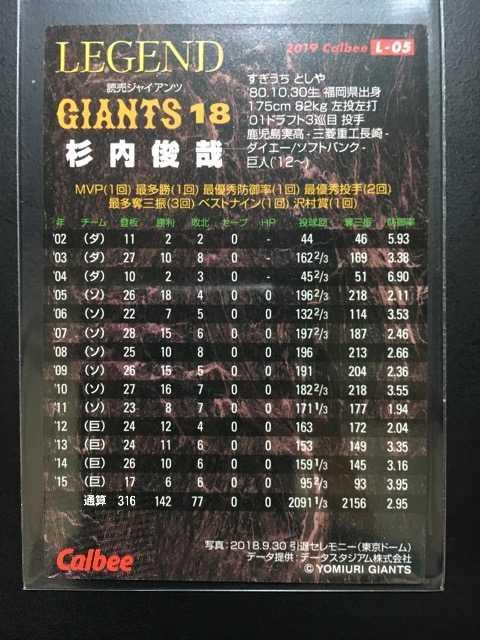 LEGEND
2019 Calbee L-05
読売ジャイアンツ
GIANTS 18
杉内俊哉
すぎうち としや
'80.10.30生 福岡県出身
175cm 82kg 左投左打
'01ドラフト3巡目 投手
鹿児島実高 - 三菱重工長崎 -
ダイエー/ソフトバンク -
巨人('12~)
MVP(1回) 最多勝(1回) 最優秀防御率(1回) 最優秀投手(2回)
最多奪三振(3回) ベストナイン(1回) 沢村賞(1回)
年 チーム 登板 勝利 敗北 セーブ HP 投球回 奪三振 防御率
'02 (ダ) 11 2 2 0 - 44 46 5.93
'03 (ダ) 27 10 8 0 - 162 2/3 169 3.38
'04 (ダ) 10 2 3 0 - 45 2/3 51 6.90
'05 (ソ) 26 18 4 0 0 196 2/3 218 2.11
'06 (ソ) 22 7 5 0 0 132 2/3 114 3.53
'07 (ソ) 28 15 6 0 0 197 2/3 187 2.46
'08 (ソ) 25 10 8 0 0 196 213 2.66
'09 (ソ) 26 15 5 0 0 191 204 2.36
'10 (ソ) 27 16 7 0 0 182 2/3 218 3.55
'11 (ソ) 23 8 7 0 0 171 1/3 177 1.94
'12 (巨) 24 12 4 0 0 163 172 2.04
'13 (巨) 24 11 6 0 0 153 149 3.35
'14 (巨) 26 10 6 0 0 159 1/3 145 3.16
'15 (巨) 17 6 6 0 0 95 2/3 93 3.95
通算 316 142 77 0 0 2091 1/3 2156 2.95
Calbee
写真:2018.9.30 引退セレモニー(東京ドーム)
データ提供:データスタジアム株式会社
© YOMIURI GIANTS